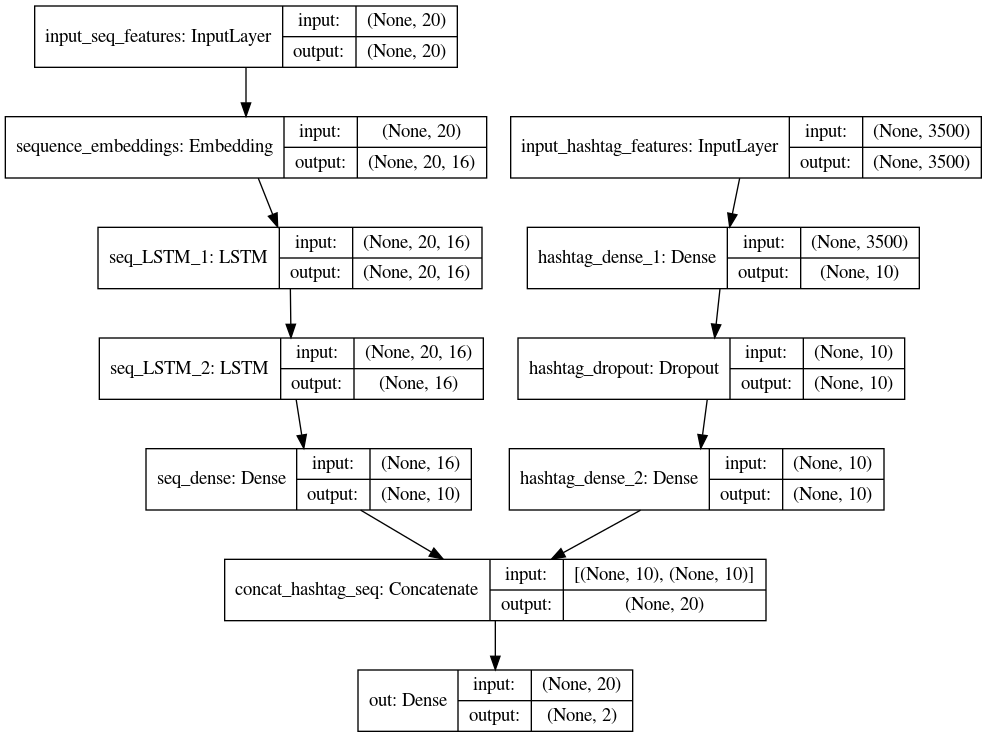 input_seq_features: InputLayer
input: (None, 20)
output: (None, 20)
sequence_embeddings: Embedding
input: (None, 20)
output: (None, 20, 16)
input_hashtag_features: InputLayer
input: (None, 3500)
output: (None, 3500)
seq_LSTM_1: LSTM
input: (None, 20, 16)
output: (None, 20, 16)
hashtag_dense_1: Dense
input: (None, 3500)
output: (None, 10)
seq_LSTM_2: LSTM
input: (None, 20, 16)
output: (None, 16)
hashtag_dropout: Dropout
input: (None, 10)
output: (None, 10)
seq_dense: Dense
input: (None, 16)
output: (None, 10)
hashtag_dense_2: Dense
input: (None, 10)
output: (None, 10)
concat_hashtag_seq: Concatenate
input: [(None, 10), (None, 10)]
output: (None, 20)
out: Dense
input: (None, 20)
output: (None, 2)